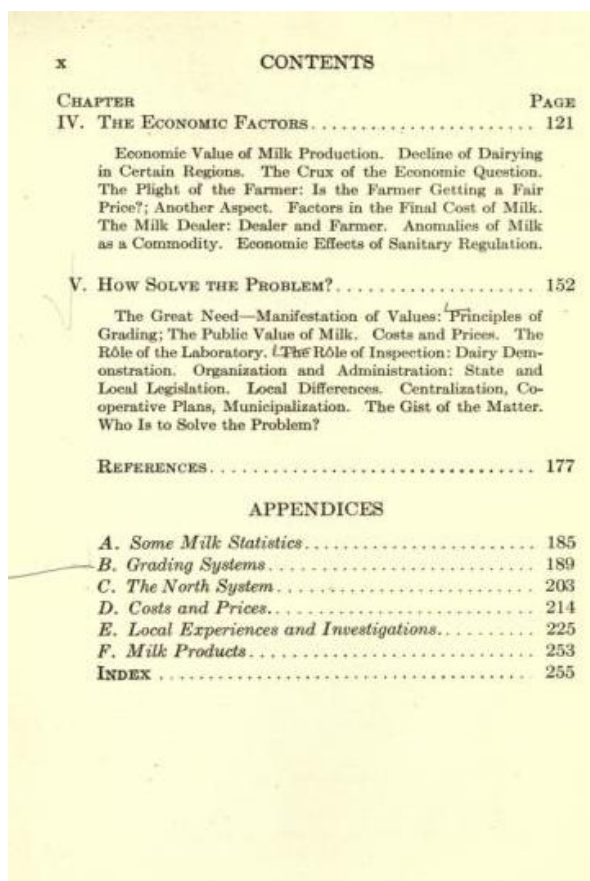 x CONTENTS
CHAPTER PAGE
IV. THE ECONOMIC FACTORS........................ 121
Economic Value of Milk Production. Decline of Dairying
in Certain Regions. The Crux of the Economic Question.
The Plight of the Farmer: Is the Farmer Getting a Fair
Price?; Another Aspect. Factors in the Final Cost of Milk.
The Milk Dealer: Dealer and Farmer. Anomalies of Milk
as a Commodity. Economic Effects of Sanitary Regulation.
V. HOW SOLVE THE PROBLEM?..................... 152
The Great Need—Manifestation of Values: Principles of
Grading; The Public Value of Milk. Costs and Prices. The
Rôle of the Laboratory. The Rôle of Inspection: Dairy Dem-
onstration. Organization and Administration: State and
Local Legislation. Local Differences. Centralization, Co-
operative Plans, Municipalization. The Gist of the Matter.
Who Is to Solve the Problem?
REFERENCES.................................. 177
APPENDICES
A. Some Milk Statistics........................ 185
B. Grading Systems............................ 189
C. The North System........................... 203
D. Costs and Prices............................ 214
E. Local Experiences and Investigations.......... 225
F. Milk Products.............................. 253
INDEX ....................................... 255